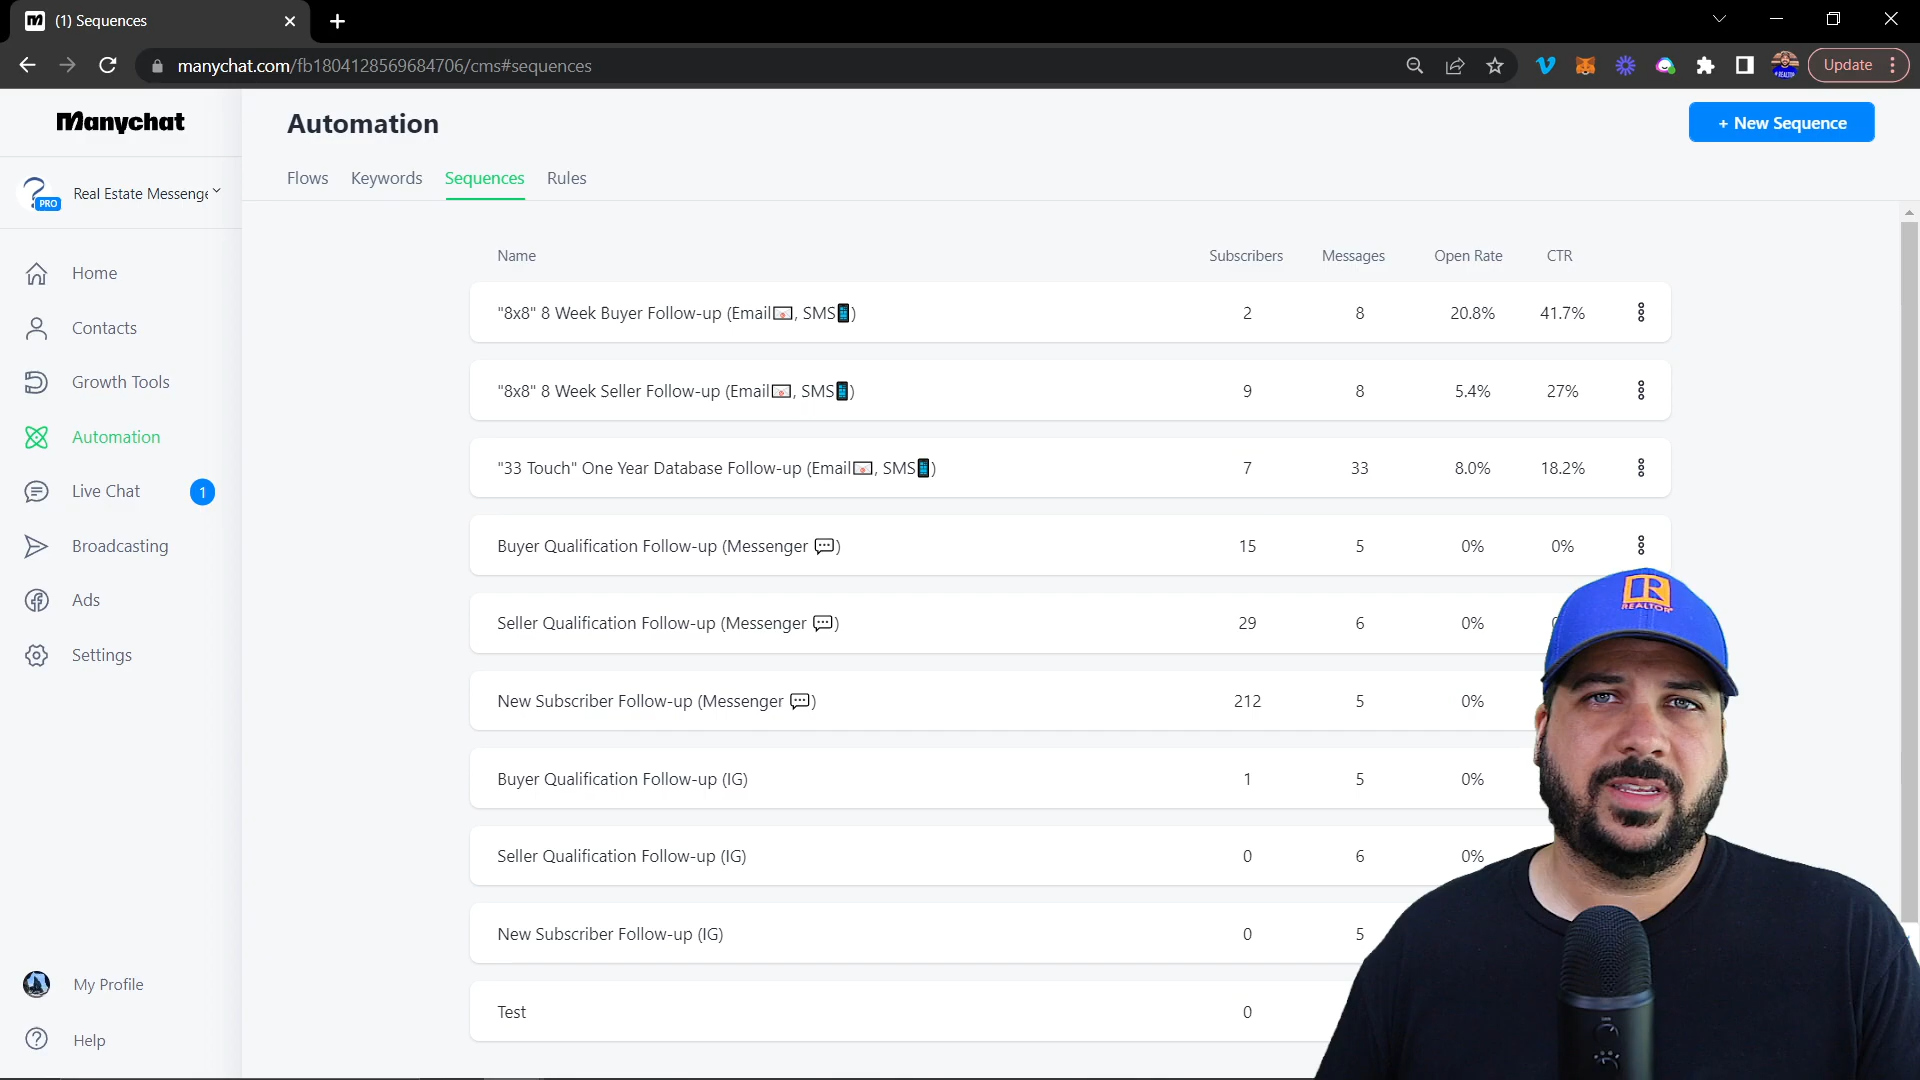 (1) Sequences
manychat.com/fb1804128569684706/cms#sequences
Update
Manychat
Automation
+ New Sequence
PRO
Real Estate Messenge
Flows
Keywords
Sequences
Rules
Home
Contacts
Growth Tools
Automation
Live Chat
1
Broadcasting
Ads
Settings
My Profile
Help
Name Subscribers Messages Open Rate CTR
"8x8" 8 Week Buyer Follow-up (Email📧, SMS📱) 2 8 20.8% 41.7%
"8x8" 8 Week Seller Follow-up (Email📧, SMS📱) 9 8 5.4% 27%
"33 Touch" One Year Database Follow-up (Email📧, SMS📱) 7 33 8.0% 18.2%
Buyer Qualification Follow-up (Messenger 💬) 15 5 0% 0%
Seller Qualification Follow-up (Messenger 💬) 29 6 0%
New Subscriber Follow-up (Messenger 💬) 212 5 0%
Buyer Qualification Follow-up (IG) 1 5 0%
Seller Qualification Follow-up (IG) 0 6 0%
New Subscriber Follow-up (IG) 0 5
Test 0
R
REALTOR